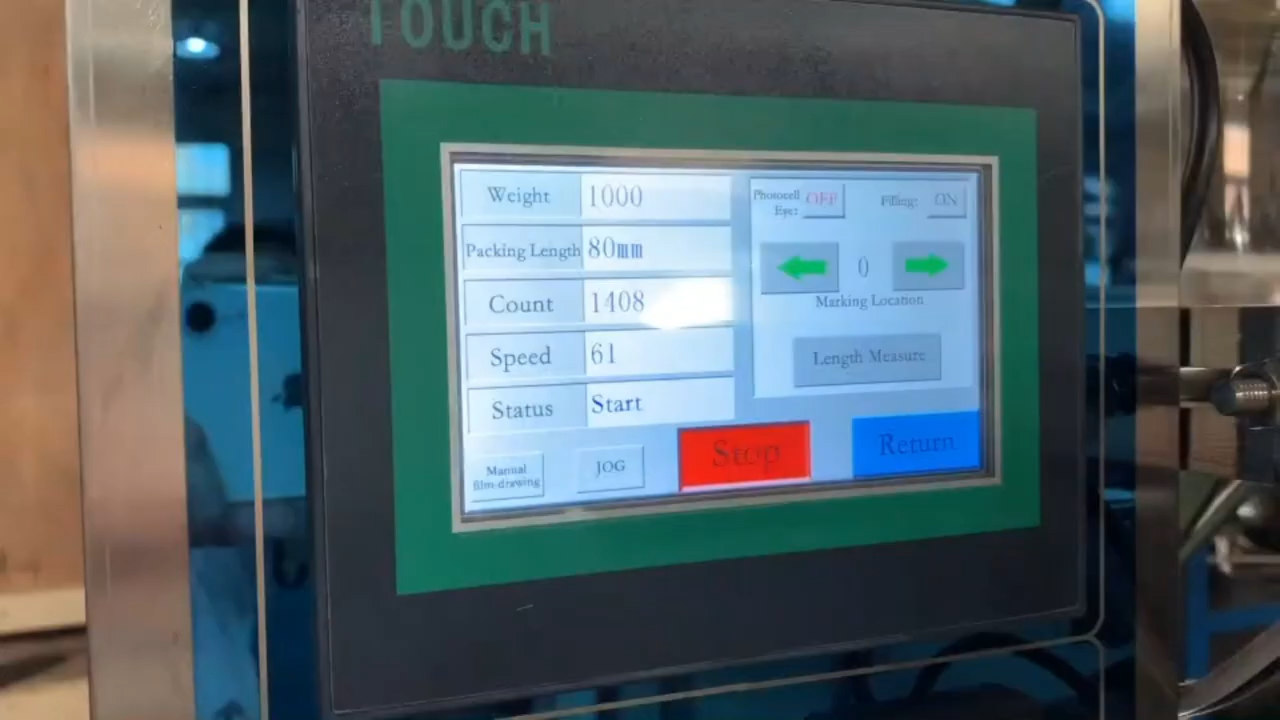 TOUCH
Weight 1000
Packing Length 80mm
Count 1408
Speed 61
Status Start
Manual
film-drawing
JOG
Stop
Return
Photocell
Eye: OFF
Filling: ON
0
Marking Location
Length Measure